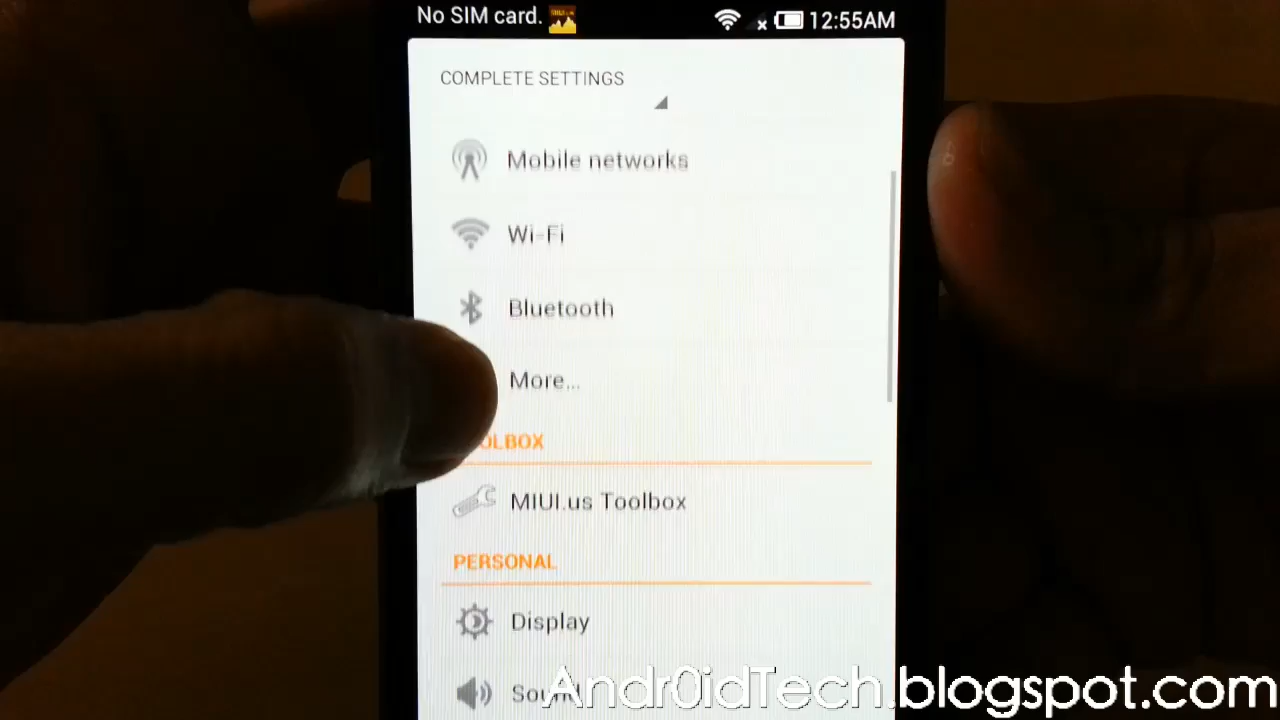 No SIM card.
12:55AM
COMPLETE SETTINGS
Mobile networks
Wi-Fi
Bluetooth
More...
OLBOX
MIUI.us Toolbox
PERSONAL
Display
Sound
Andr0idTech.blogspot.com